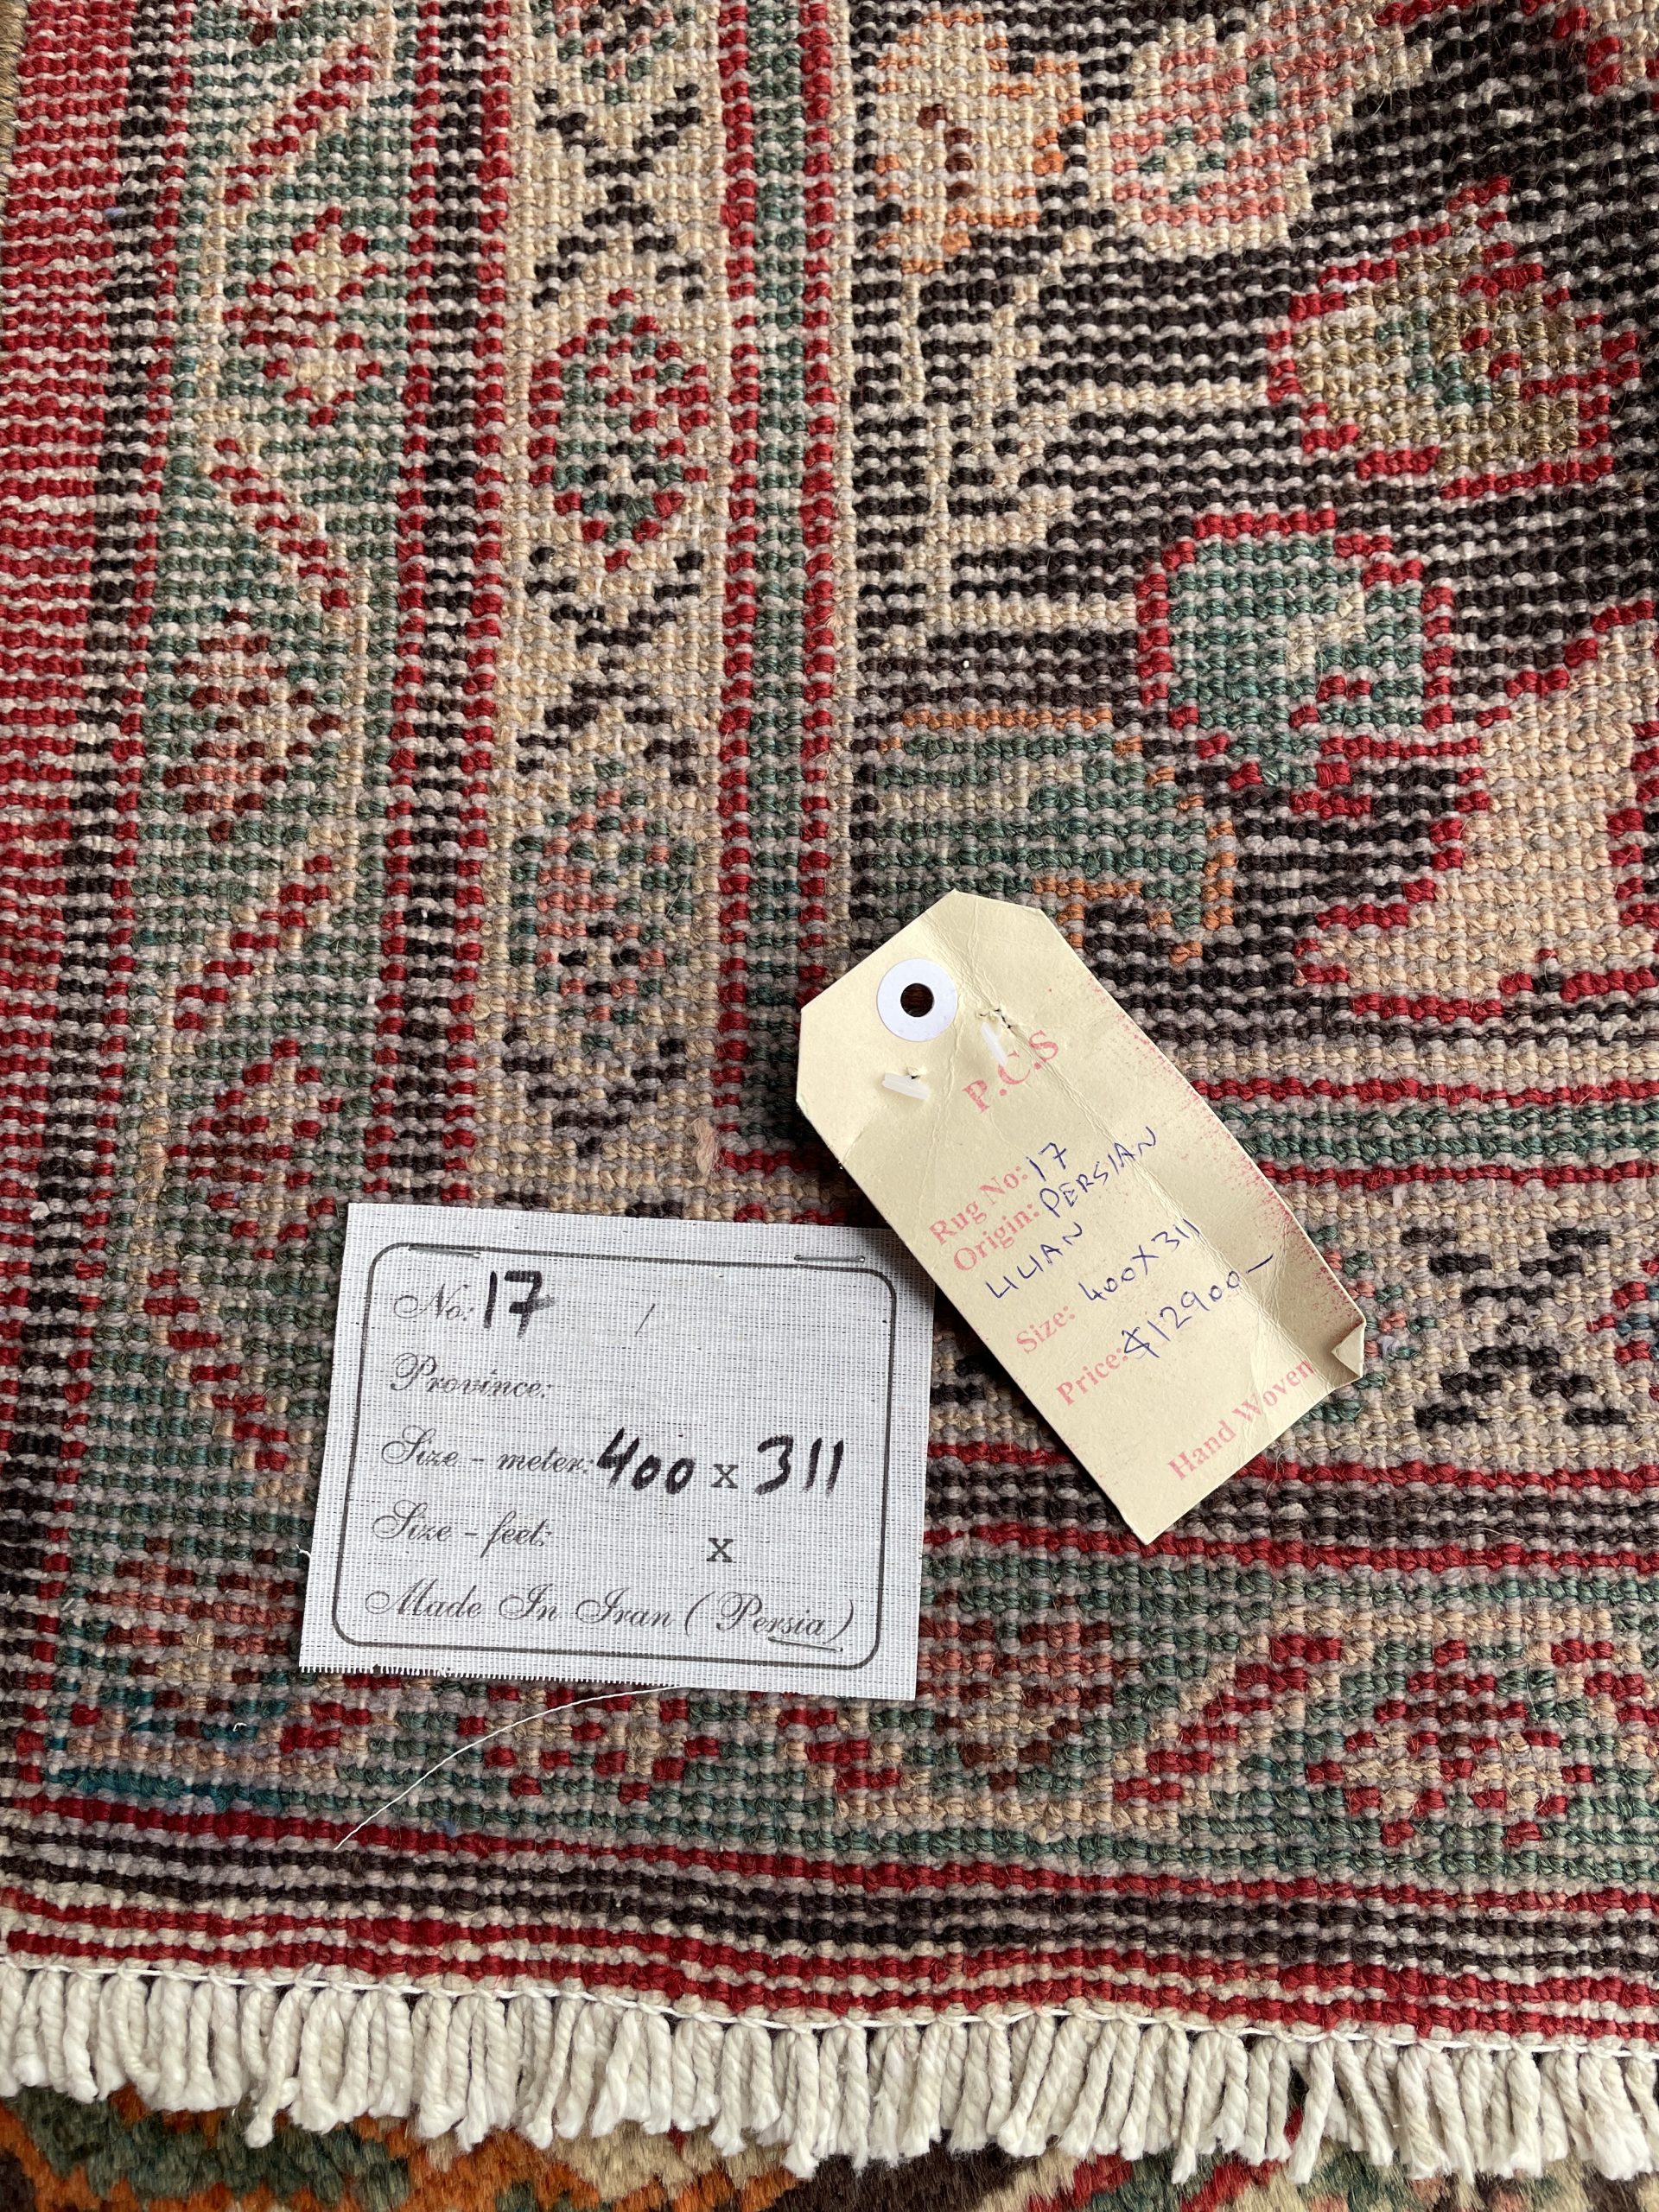 P.C.S
Rug No: 17
Origin: PERSIAN
LILIAN
Size: 400X311
Price: $12900-
Hand Woven
No: 17 /
Province:
Size - meter: 400 x 311
Size - feet: x
Made In Iran ( Persia )